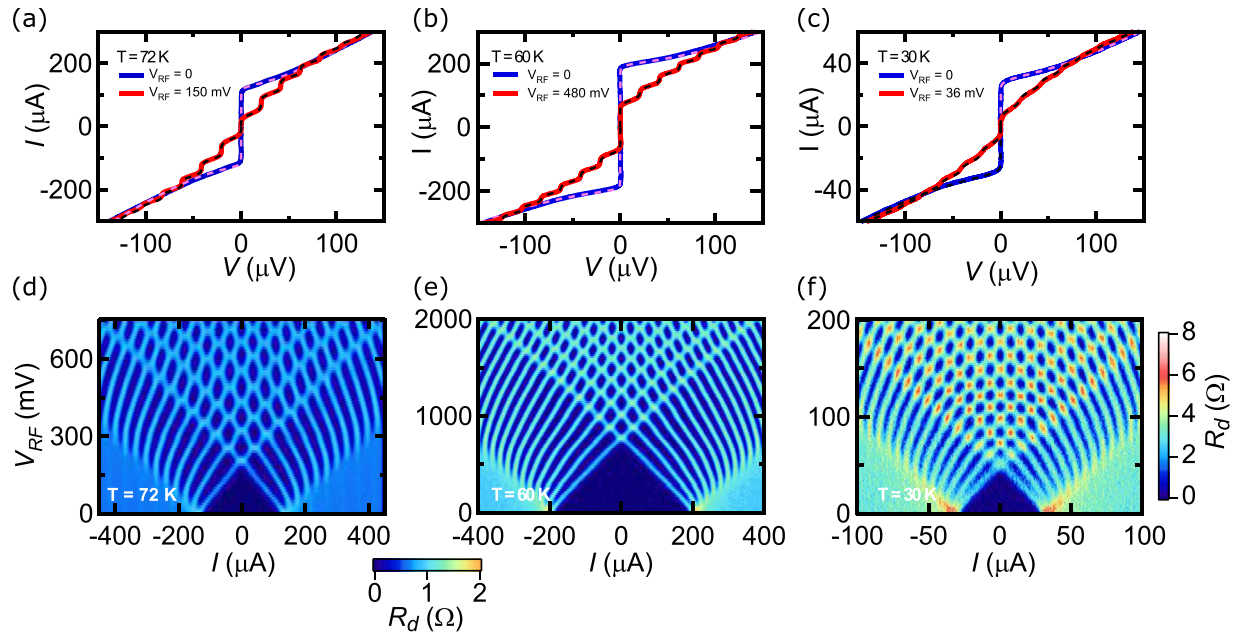 (a)
(b)
(c)
T = 72 K
V_RF = 0
V_RF = 150 mV
T=60 K
V_RF = 0
V_RF = 480 mV
T=30 K
V_RF = 0
V_RF = 36 mV
I (µA)
200
0
-200
-100 0 100
V (µV)
I (µA)
200
0
-200
-100 0 100
V (µV)
I (µA)
40
0
-40
-100 0 100
V (µV)
(d)
(e)
(f)
V_RF (mV)
600
300
0
T = 72 K
-400 -200 0 200 400
I (µA)
2000
1000
0
T = 60 K
-400 -200 0 200 400
I (µA)
200
100
0
T = 30 K
-100 -50 0 50 100
I (µA)
8
6
4
2
0
R_d (Ω)
0 1 2
R_d (Ω)